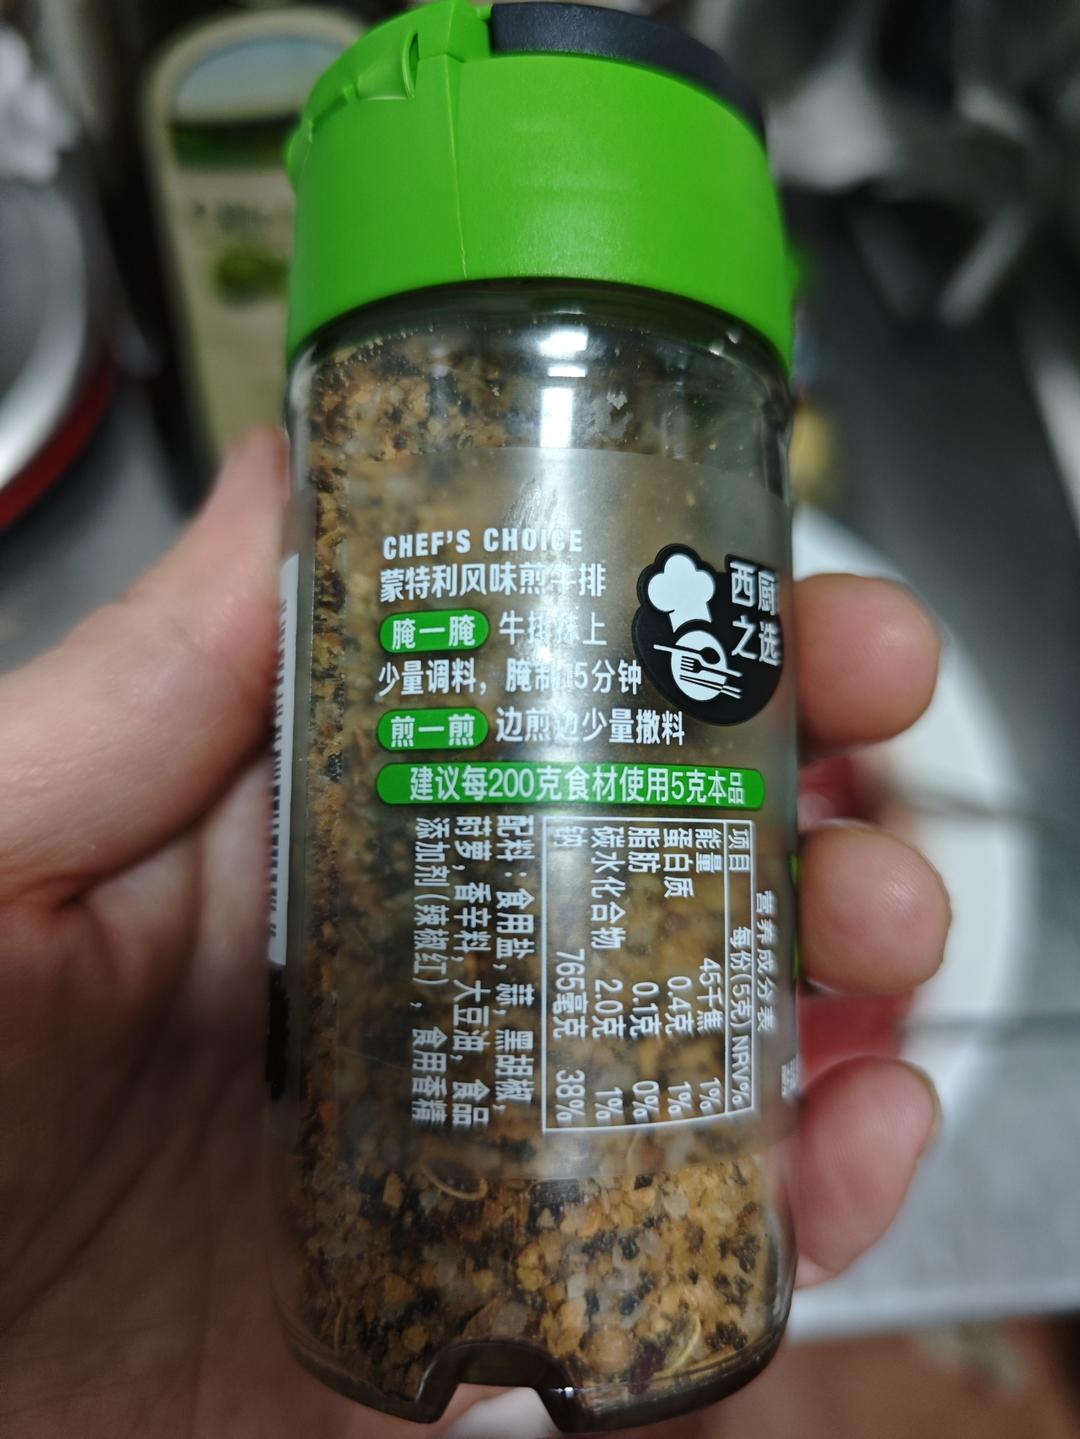 CHEF'S CHOICE
蒙特利风味煎牛排
西厨
之选
腌一腌 牛排抹上
少量调料，腌制15分钟
煎一煎 边煎边少量撒料
建议每200克食材使用5克本品
营养成分表
项目 每份(5克) NRV%
能量 45千焦 1%
蛋白质 0.4克 1%
脂肪 0.1克 0%
碳水化合物 2.0克 1%
钠 765毫克 38%
配料：食用盐，蒜，黑胡椒，
莳萝，香辛料，大豆油，食品
添加剂(辣椒红)，食用香精